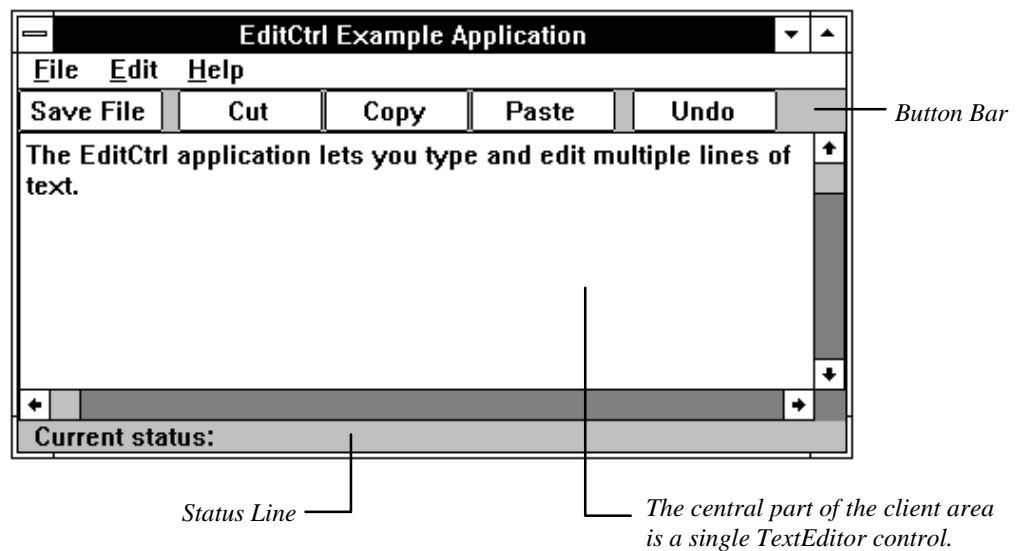 EditCtrl Example Application
File Edit Help
Save File Cut Copy Paste Undo
Button Bar
The EditCtrl application lets you type and edit multiple lines of
text.
Current status:
Status Line
The central part of the client area
is a single TextEditor control.